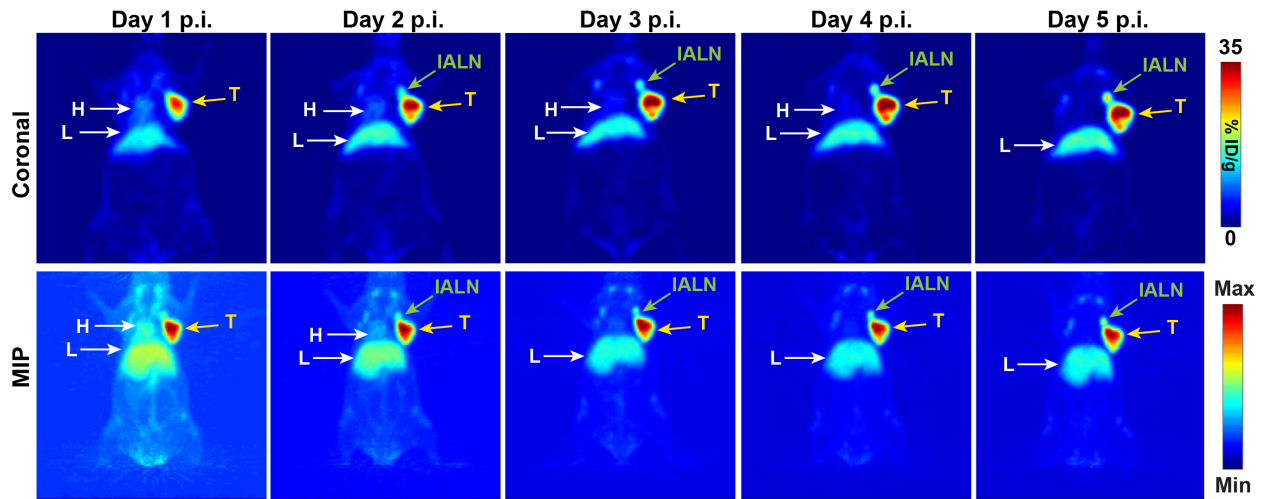 Day 1 p.i. Day 2 p.i. Day 3 p.i. Day 4 p.i. Day 5 p.i.
Coronal
H
L
T
H
L
IALN
T
H
L
IALN
T
H
L
IALN
T
L
IALN
T
35
% ID/g
0
MIP
H
L
T
H
L
IALN
T
L
IALN
T
L
IALN
T
L
IALN
T
Max
Min